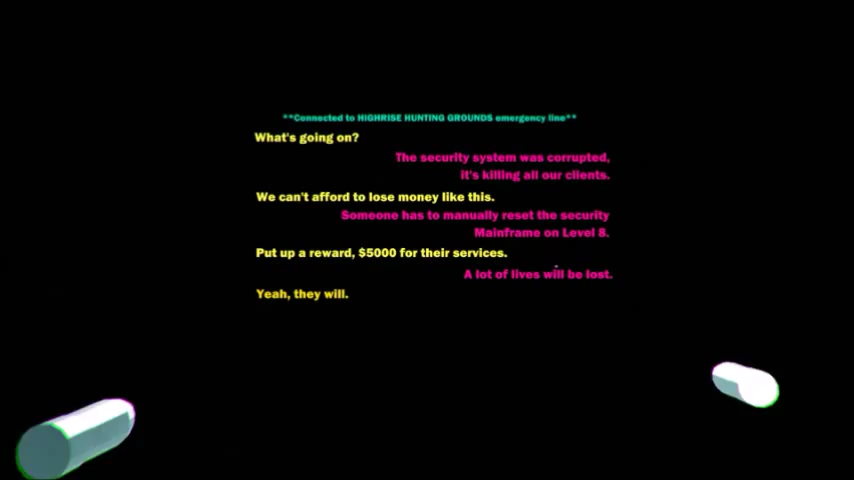 **Connected to HIGHRISE HUNTING GROUNDS emergency line**
What's going on?
The security system was corrupted,
it's killing all our clients.
We can't afford to lose money like this.
Someone has to manually reset the security
Mainframe on Level 8.
Put up a reward, $5000 for their services.
A lot of lives will be lost.
Yeah, they will.